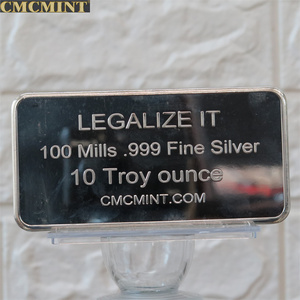 CMCMINT
LEGALIZE IT
100 Mills .999 Fine Silver
10 Troy ounce
CMCMINT.COM